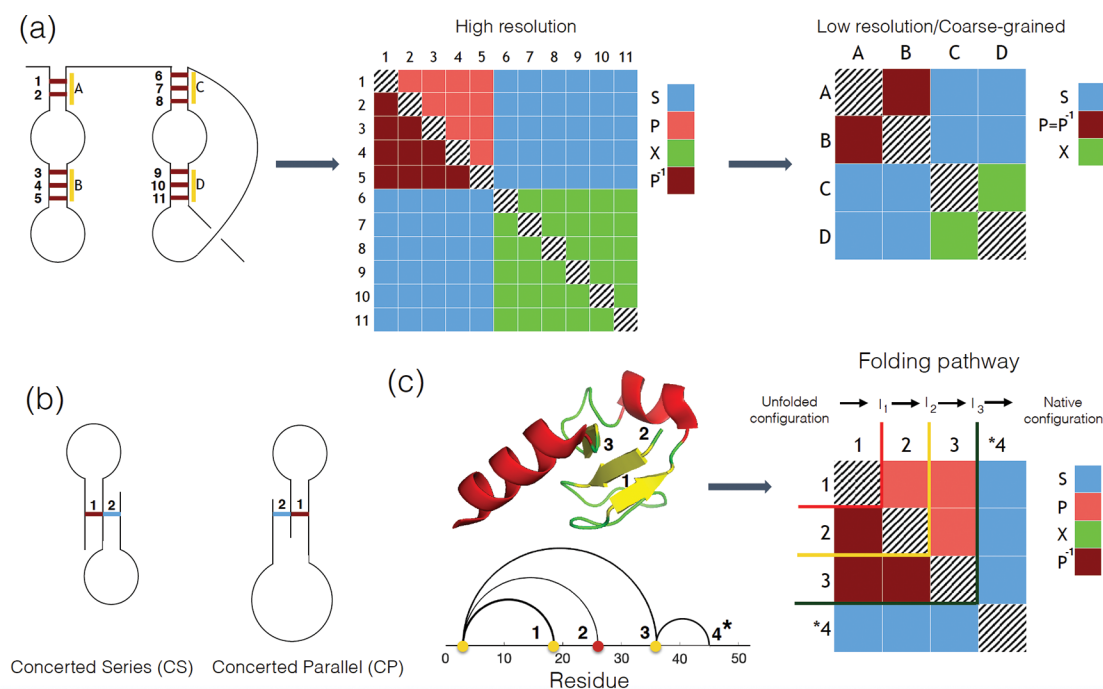 (a)
1
2
A
3
4
5
B
6
7
8
C
9
10
11
D
High resolution
1 2 3 4 5 6 7 8 9 10 11
1
2
3
4
5
6
7
8
9
10
11
S
P
X
P-1
Low resolution/Coarse-grained
A B C D
A
B
C
D
S
P=P-1
X
(b)
1 2
2 1
Concerted Series (CS)
Concerted Parallel (CP)
(c)
3
2
1
1 2 3 4*
0 10 20 30 40 50
Residue
Folding pathway
Unfolded
configuration
I1 I2 I3
Native
configuration
1 2 3 *4
1
2
3
*4
S
P
X
P-1